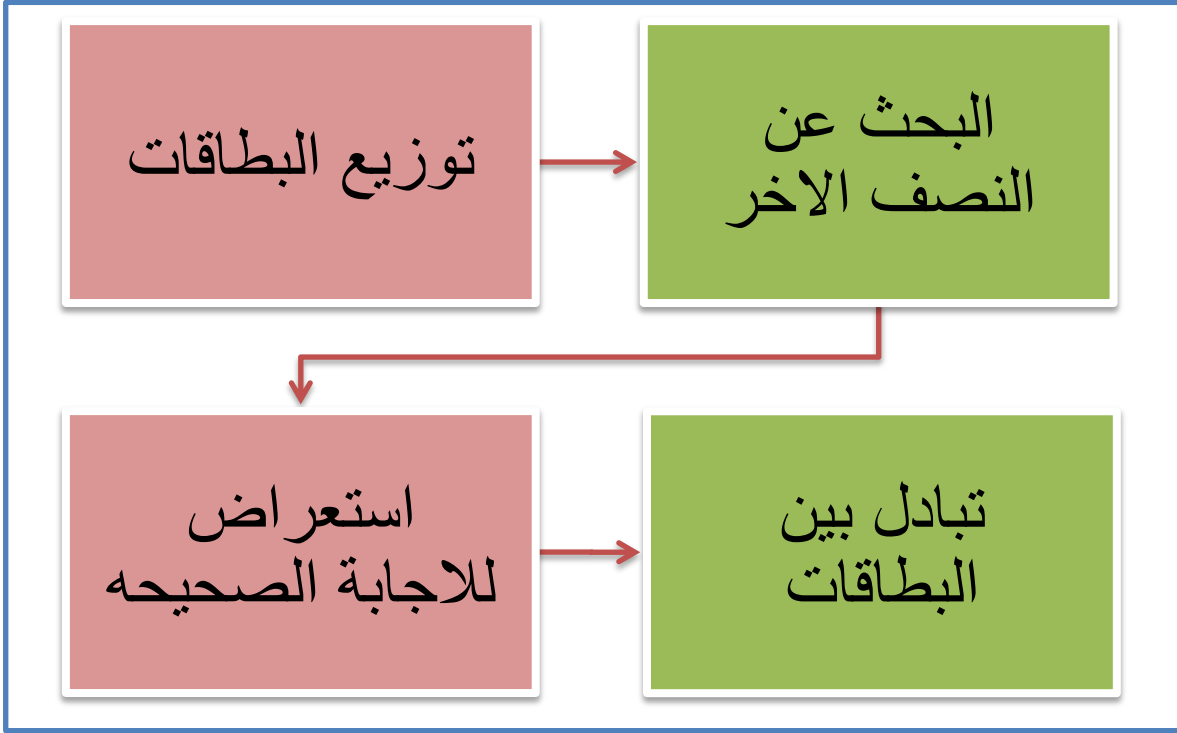 توزيع البطاقات
البحث عن
النصف الاخر
استعراض
للاجابة الصحيحه
تبادل بين
البطاقات